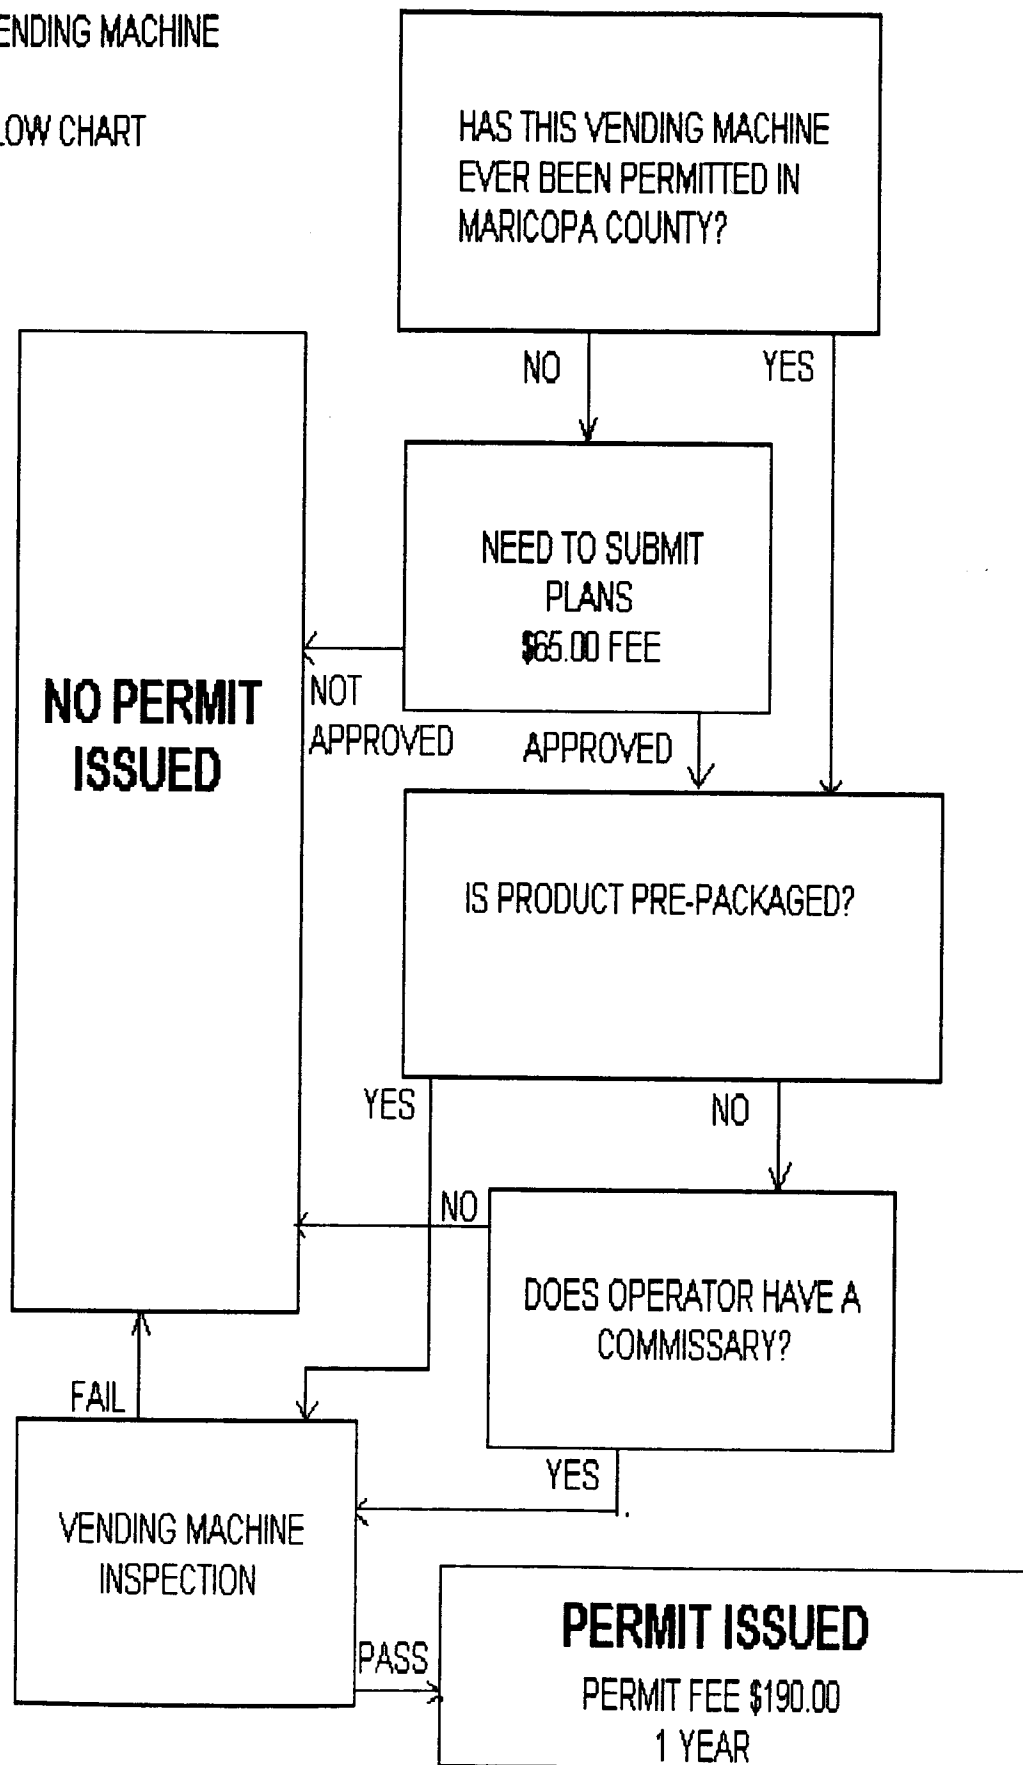 ENDING MACHINE
LOW CHART
HAS THIS VENDING MACHINE
EVER BEEN PERMITTED IN
MARICOPA COUNTY?
NO
YES
NEED TO SUBMIT
PLANS
$65.00 FEE
NO PERMIT
ISSUED
NOT
APPROVED
APPROVED
IS PRODUCT PRE-PACKAGED?
YES
NO
NO
DOES OPERATOR HAVE A
COMMISSARY?
FAIL
YES
VENDING MACHINE
INSPECTION
PASS
PERMIT ISSUED
PERMIT FEE $190.00
1 YEAR